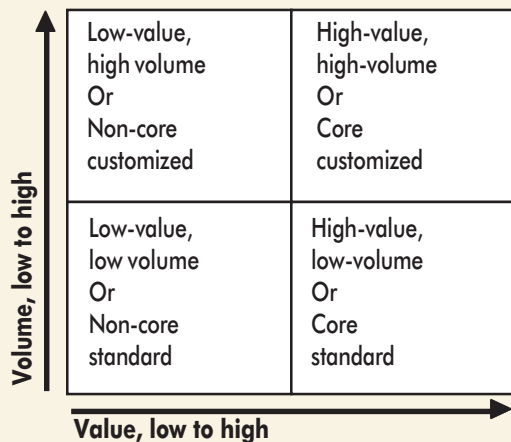 Low-value,
high volume
Or
Non-core
customized
High-value,
high-volume
Or
Core
customized
Low-value,
low volume
Or
Non-core
standard
High-value,
low-volume
Or
Core
standard
Volume, low to high
Value, low to high